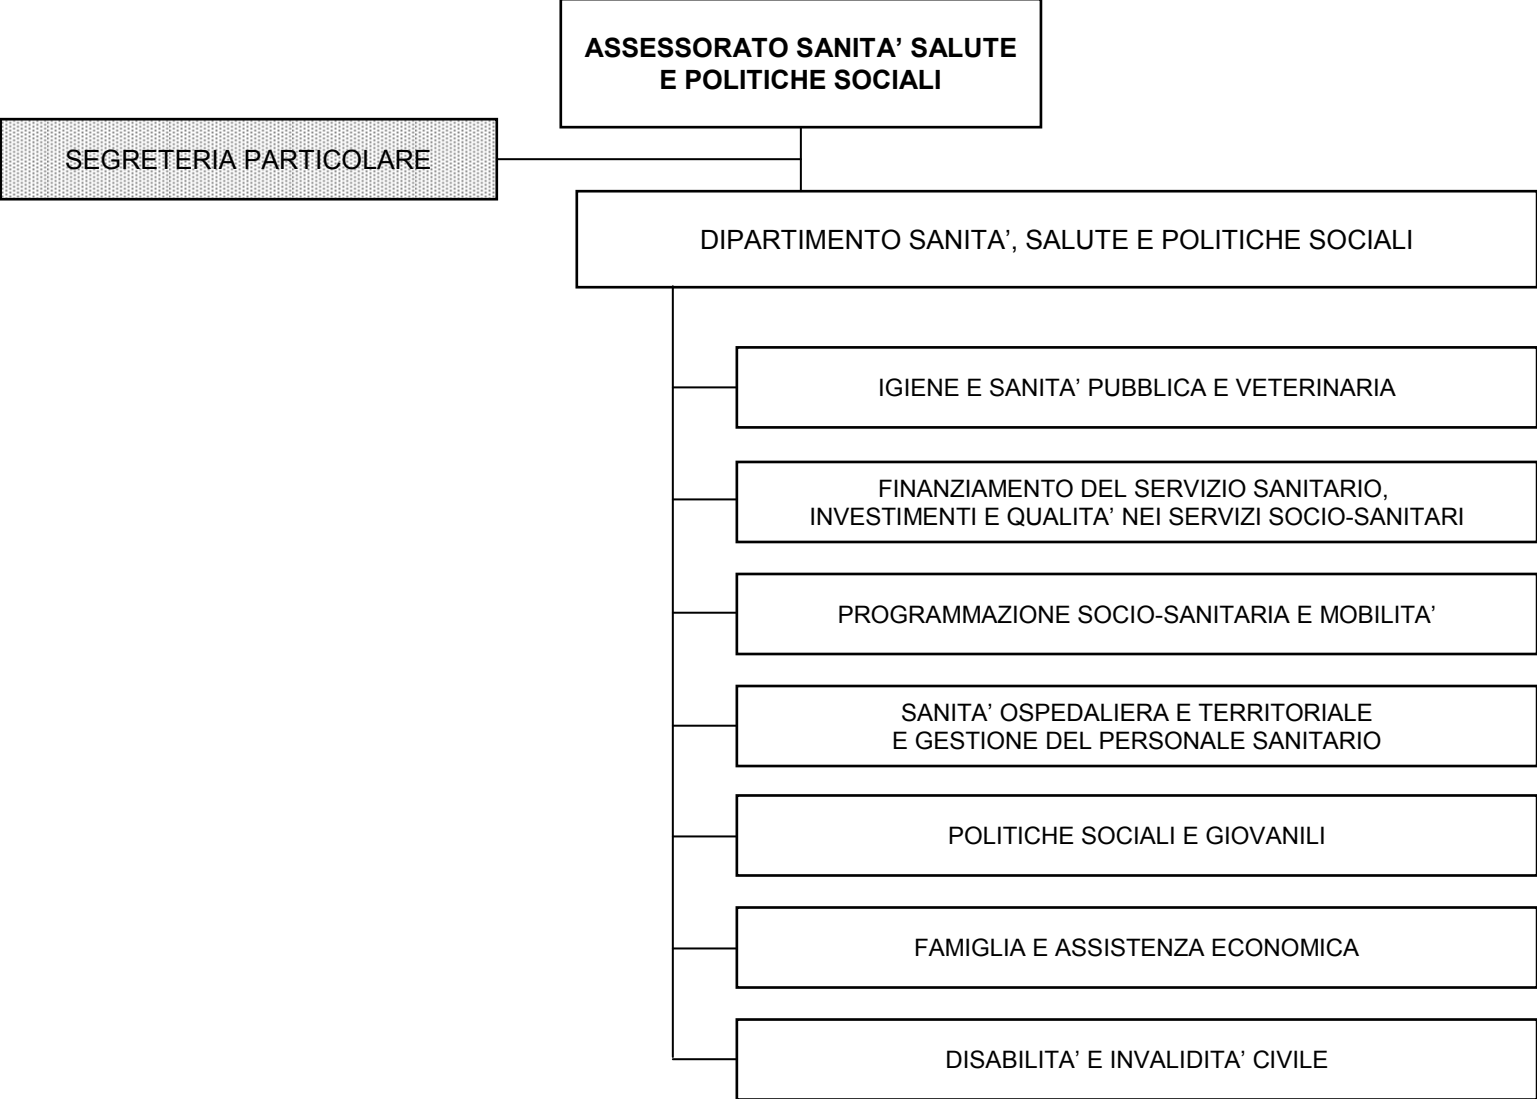 ASSESSORATO SANITA’ SALUTE
E POLITICHE SOCIALI
SEGRETERIA PARTICOLARE
DIPARTIMENTO SANITA’, SALUTE E POLITICHE SOCIALI
IGIENE E SANITA’ PUBBLICA E VETERINARIA
FINANZIAMENTO DEL SERVIZIO SANITARIO,
INVESTIMENTI E QUALITA’ NEI SERVIZI SOCIO-SANITARI
PROGRAMMAZIONE SOCIO-SANITARIA E MOBILITA’
SANITA’ OSPEDALIERA E TERRITORIALE
E GESTIONE DEL PERSONALE SANITARIO
POLITICHE SOCIALI E GIOVANILI
FAMIGLIA E ASSISTENZA ECONOMICA
DISABILITA’ E INVALIDITA’ CIVILE